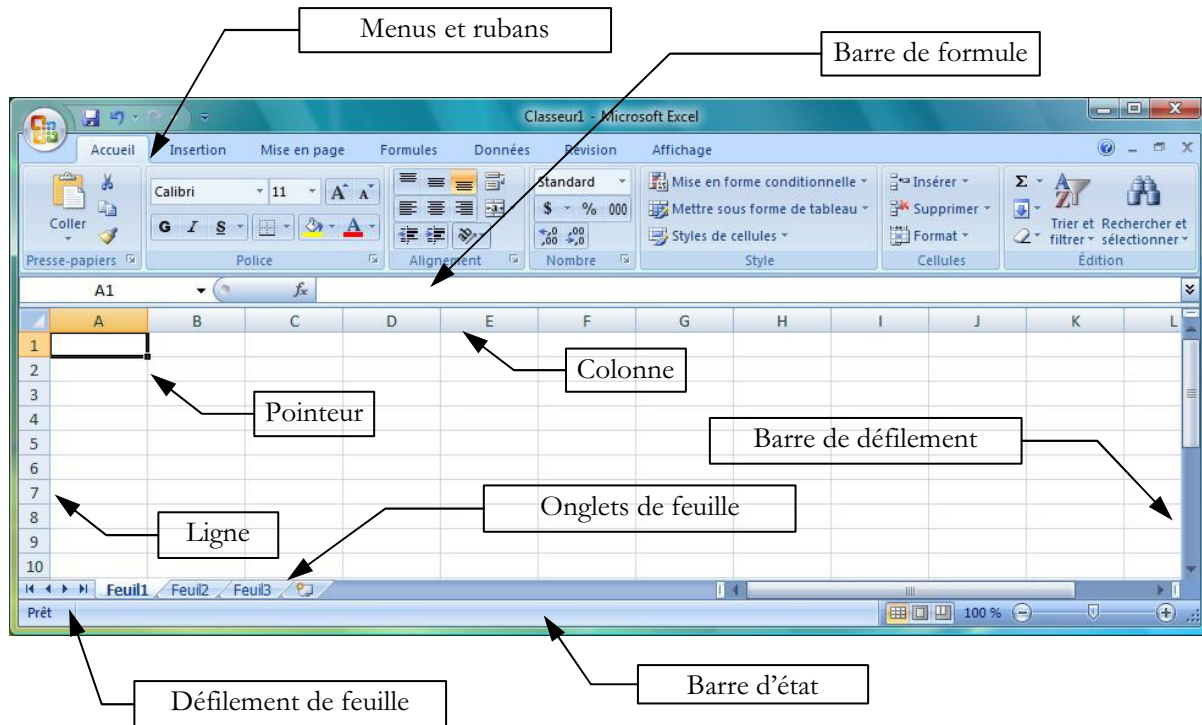 Menus et rubans
Barre de formule
Classeur1 - Microsoft Excel
Accueil Insertion Mise en page Formules Données Révision Affichage
Calibri 11 A A Standard Mise en forme conditionnelle Insérer Σ
Coller G I S A $ % 000 Mettre sous forme de tableau Supprimer Trier et Rechercher et
,00 ,00 ,0 Styles de cellules Format filtrer sélectionner
Presse-papiers Police Alignement Nombre Style Cellules Édition
A1 fx
A B C D E F G H I J K L
1
2 Colonne
3
4 Pointeur
5 Barre de défilement
6
7
8 Onglets de feuille
9 Ligne
10
Feuil1 Feuil2 Feuil3
Prêt 100 %
Défilement de feuille
Barre d'état